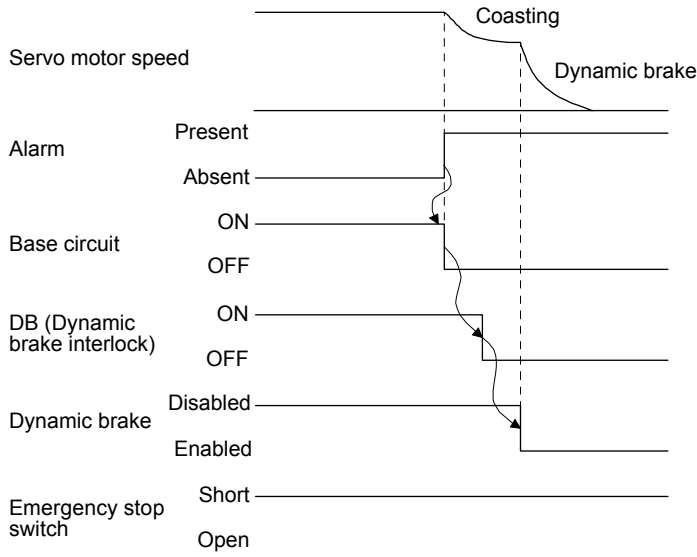 Coasting
Servo motor speed
Dynamic brake
Present
Alarm
Absent
ON
Base circuit
OFF
ON
DB (Dynamic
brake interlock)
OFF
Disabled
Dynamic brake
Enabled
Short
Emergency stop
switch
Open